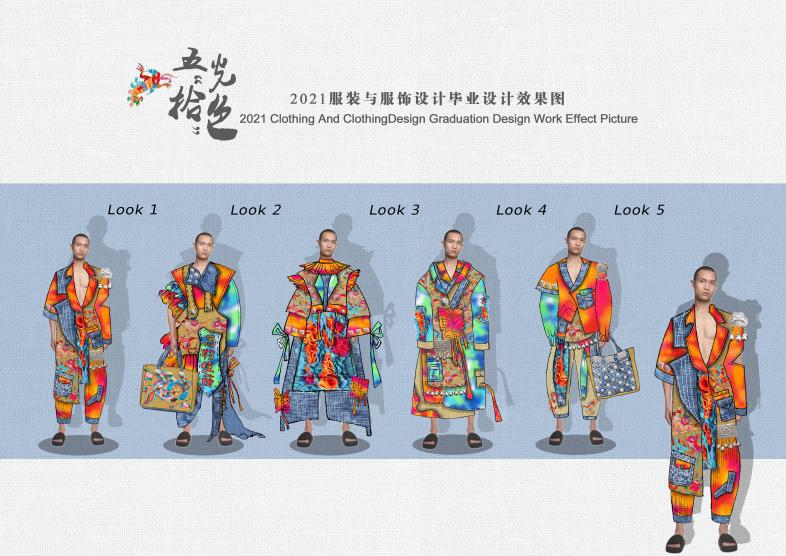 五光
拾色
2021服装与服饰设计毕业设计效果图
2021 Clothing And ClothingDesign Graduation Design Work Effect Picture
Look 1
Look 2
Look 3
Look 4
Look 5